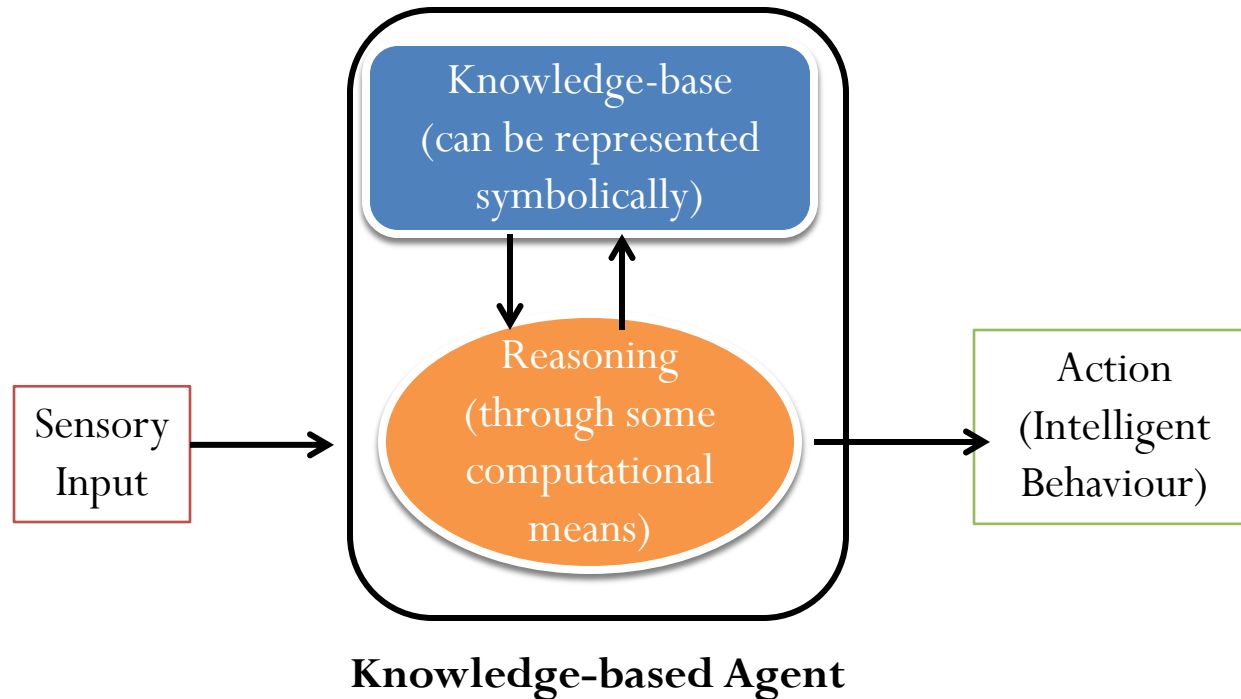 Knowledge-base
(can be represented
symbolically)
Reasoning
(through some
computational
means)
Sensory
Input
Action
(Intelligent
Behaviour)
Knowledge-based Agent